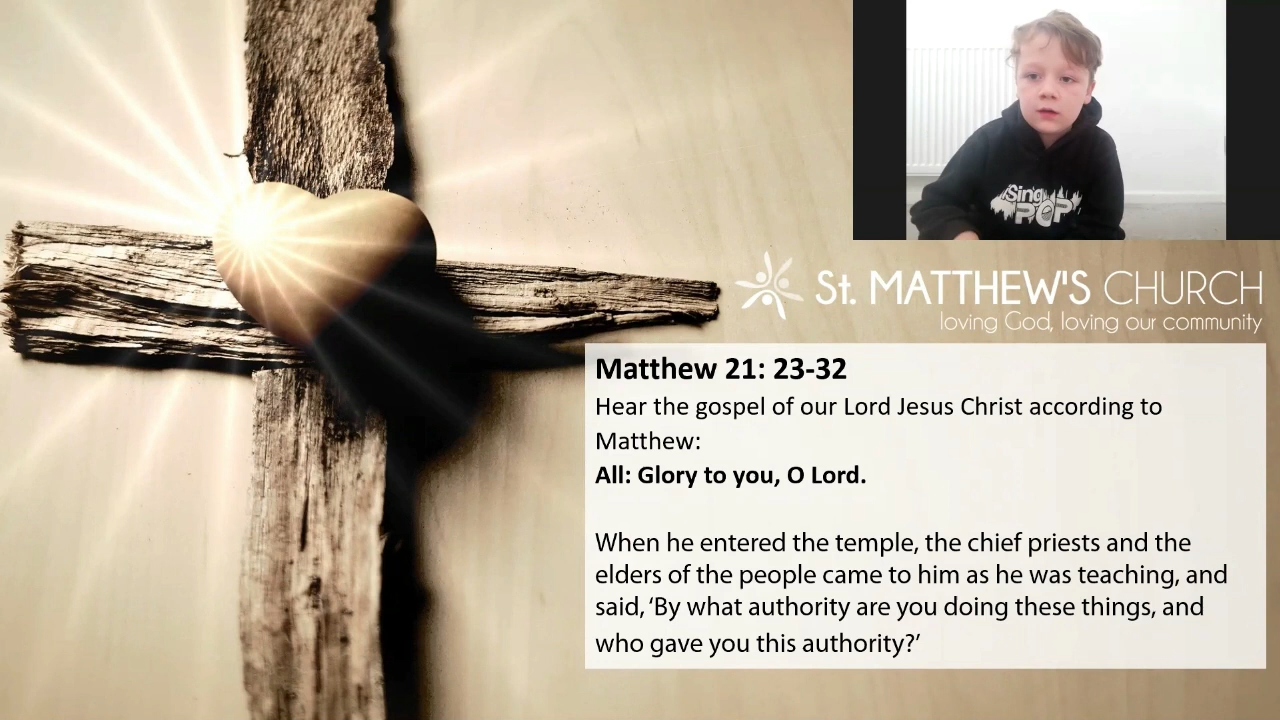 Sing
POP
St. MATTHEW'S CHURCH
loving God, loving our community
Matthew 21: 23-32
Hear the gospel of our Lord Jesus Christ according to
Matthew:
All: Glory to you, O Lord.
When he entered the temple, the chief priests and the
elders of the people came to him as he was teaching, and
said, ‘By what authority are you doing these things, and
who gave you this authority?’